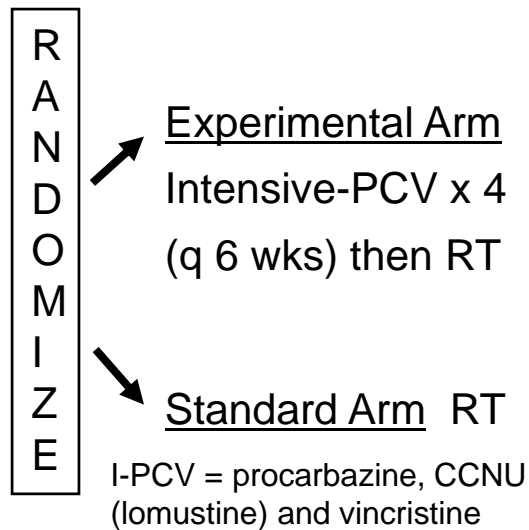 R
A
N
D
O
M
I
Z
E
Experimental Arm
Intensive-PCV x 4
(q 6 wks) then RT
Standard Arm RT
I-PCV = procarbazine, CCNU
(lomustine) and vincristine